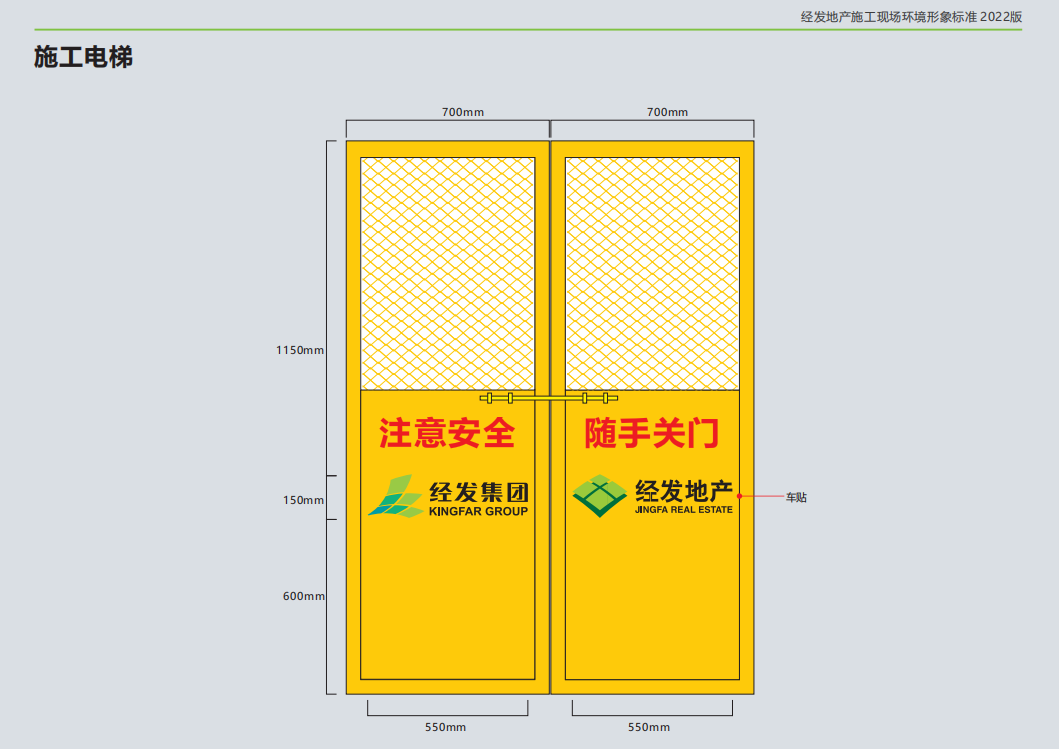 经发地产施工现场环境形象标准 2022版
施工电梯
700mm
700mm
1150mm
注意安全
随手关门
经发集团
KINGFAR GROUP
经发地产
JINGFA REAL ESTATE
车贴
150mm
600mm
550mm
550mm